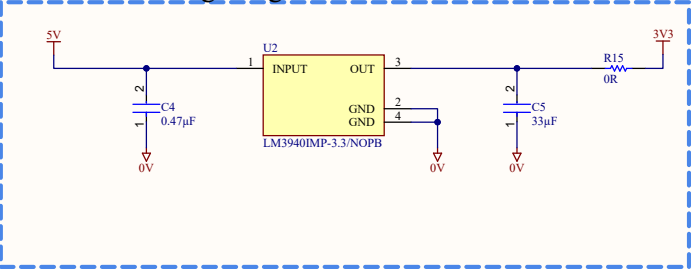 5V
3V3
U2
R15
1
INPUT
OUT
3
0R
2
C4
0.47µF
1
GND
2
GND
4
2
C5
33µF
1
LM3940IMP-3.3/NOPB
0V
0V
0V